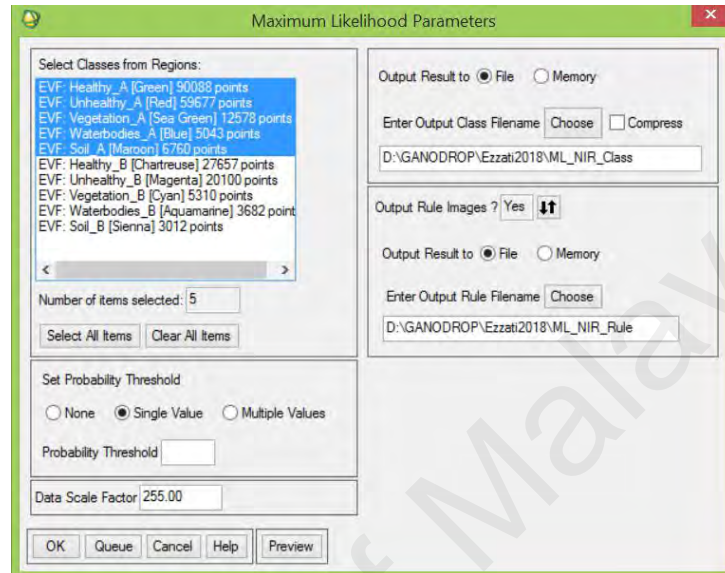 Maximum Likelihood Parameters
Select Classes from Regions:
EVF: Healthy_A [Green] 90088 points
EVF: Unhealthy_A [Red] 59677 points
EVF: Vegetation_A [Sea Green] 12578 points
EVF: Waterbodies_A [Blue] 5043 points
EVF: Soil_A [Maroon] 6760 points
EVF: Healthy_B [Chartreuse] 27657 points
EVF: Unhealthy_B [Magenta] 20100 points
EVF: Vegetation_B [Cyan] 5310 points
EVF: Waterbodies_B [Aquamarine] 3682 point
EVF: Soil_B [Sienna] 3012 points
Number of items selected: 5
Select All Items Clear All Items
Set Probability Threshold
None Single Value Multiple Values
Probability Threshold
Data Scale Factor 255.00
OK Queue Cancel Help Preview
Output Result to File Memory
Enter Output Class Filename Choose Compress
D:\GANODROP\Ezzati2018\ML_NIR_Class
Output Rule Images ? Yes
Output Result to File Memory
Enter Output Rule Filename Choose
D:\GANODROP\Ezzati2018\ML_NIR_Rule
f Malay